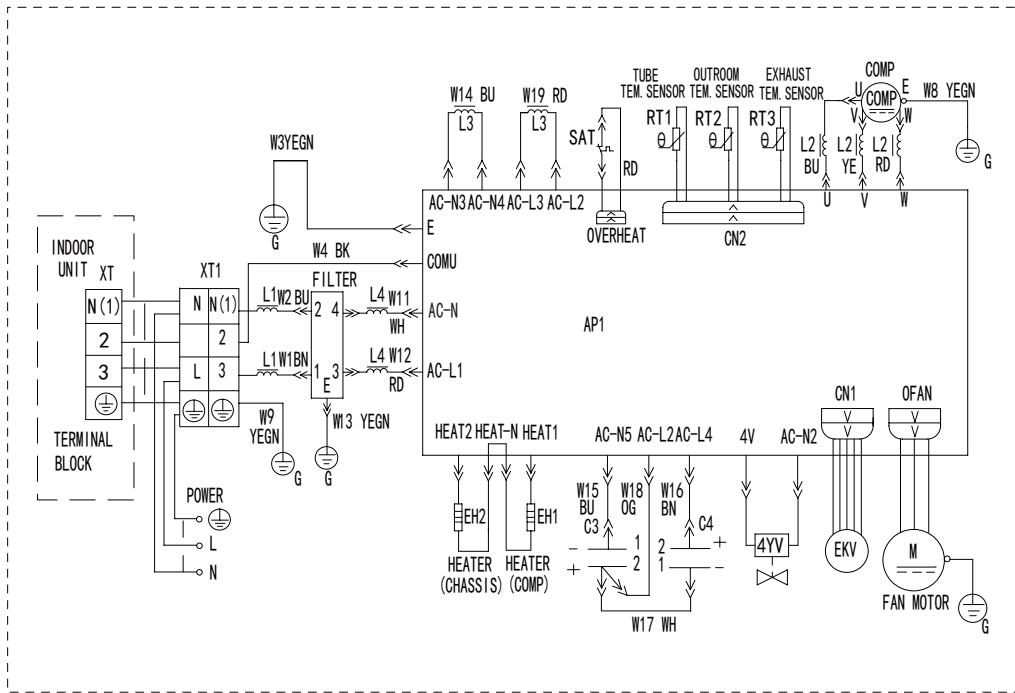 TUBE
TEM. SENSOR
OUTROOM
TEM. SENSOR
EXHAUST
TEM. SENSOR
COMP
U
E
W8 YEGN
COMP
W14 BU
W19 RD
L3
L3
SAT
RT1
RT2
RT3
θ
θ
θ
V
W
W3YEGN
L2
BU
L2
YE
L2
RD
G
RD
AC-N3
AC-N4
AC-L3
AC-L2
OVERHEAT
CN2
U
V
W
G
E
W4 BK
COMU
INDOOR
UNIT
XT
XT1
FILTER
N(1)
N
N(1)
L1
W2 BU
2
4
L4
W11
WH
AC-N
AP1
2
2
3
L
3
L1
W1BN
1
3
E
L4
W12
RD
AC-L1
W9
YEGN
G
W13 YEGN
G
TERMINAL
BLOCK
CN1
OFAN
V
V
V
V
HEAT2
HEAT-N
HEAT1
AC-N5
AC-L2
AC-L4
4V
AC-N2
POWER
L
N
EH2
EH1
W15
BU
W18
OG
W16
BN
C3
C4
-
+
1
2
2
1
+
-
4YV
EKV
M
HEATER
(CHASSIS)
HEATER
(COMP)
FAN MOTOR
G
W17 WH